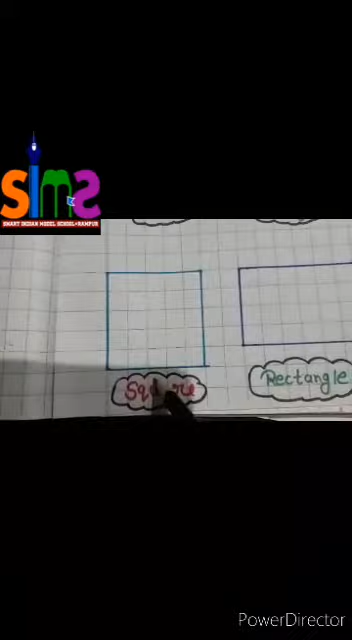 sims
SMART INDIAN MODEL SCHOOL-RAMPUR
Square
Rectangle
PowerDirector